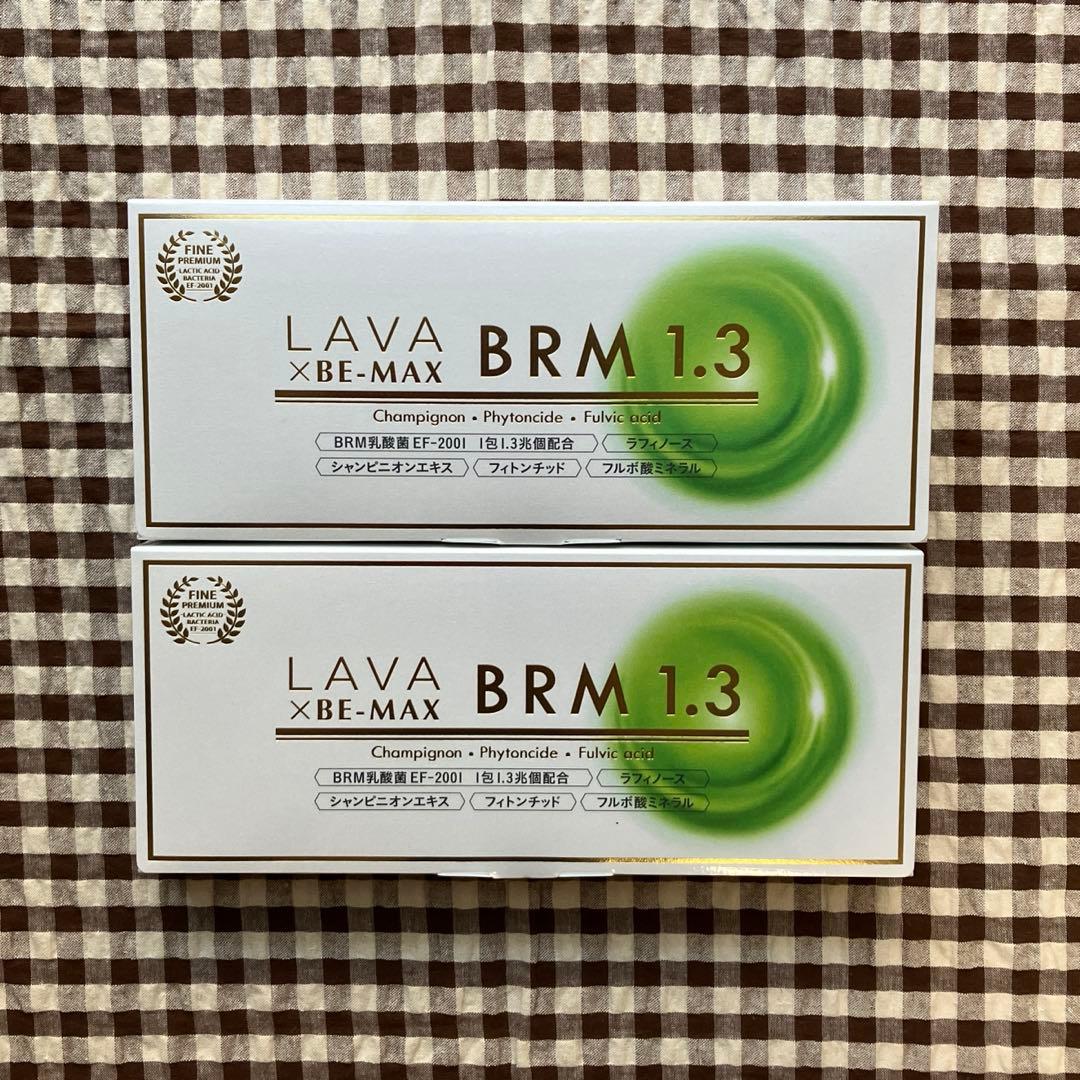 FINE
PREMIUM
LACTIC ACID
BACTERIA
EF-2001
LAVA
×BE-MAX
BRM 1.3
Champignon • Phytoncide • Fulvic acid
BRM乳酸菌 EF-2001 1包1.3兆個配合 ラフィノース
シャンピニオンエキス フィトンチッド フルボ酸ミネラル
FINE
PREMIUM
LACTIC ACID
BACTERIA
EF-2001
LAVA
×BE-MAX
BRM 1.3
Champignon • Phytoncide • Fulvic acid
BRM乳酸菌 EF-2001 1包1.3兆個配合 ラフィノース
シャンピニオンエキス フィトンチッド フルボ酸ミネラル